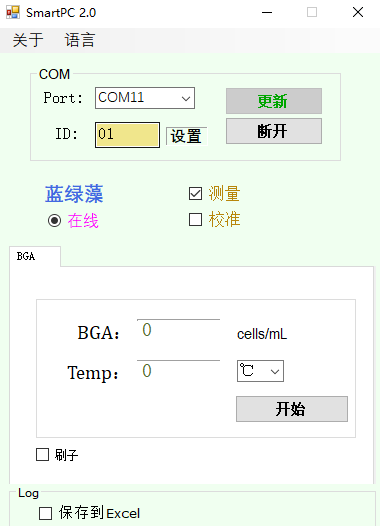 SmartPC 2.0
关于 语言
COM
Port: COM11 更新
ID: 01 设置 断开
蓝绿藻 测量
在线 校准
BGA
BGA: 0 cells/mL
Temp: 0 ℃
开始
刷子
Log
保存到Excel